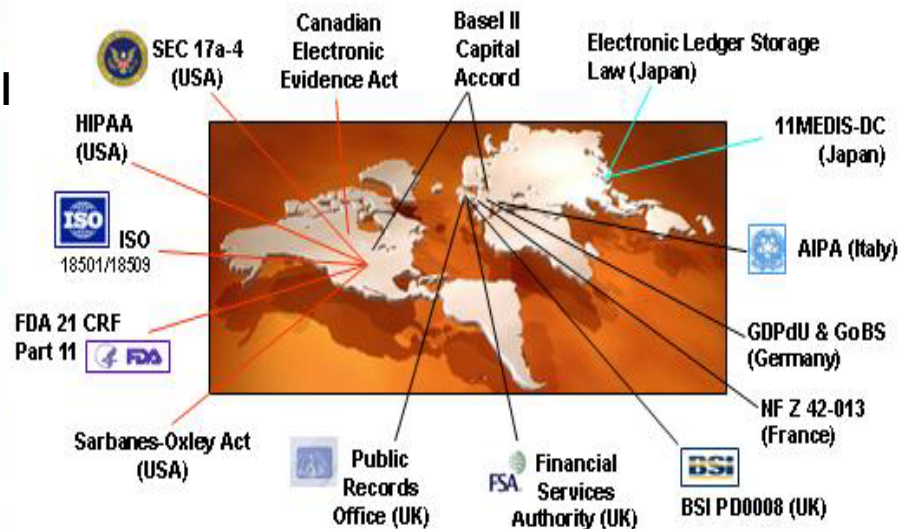 SEC 17a-4
(USA)
Canadian
Electronic
Evidence Act
Basel II
Capital
Accord
Electronic Ledger Storage
Law (Japan)
HIPAA
(USA)
11MEDIS-DC
(Japan)
ISO
ISO
18501/18509
AIPA (Italy)
FDA 21 CRF
Part 11
FDA
GDPdU & GoBS
(Germany)
NF Z 42-013
(France)
Sarbanes-Oxley Act
(USA)
Public
Records
Office (UK)
FSA
Financial
Services
Authority (UK)
BSi
BSI PD0008 (UK)